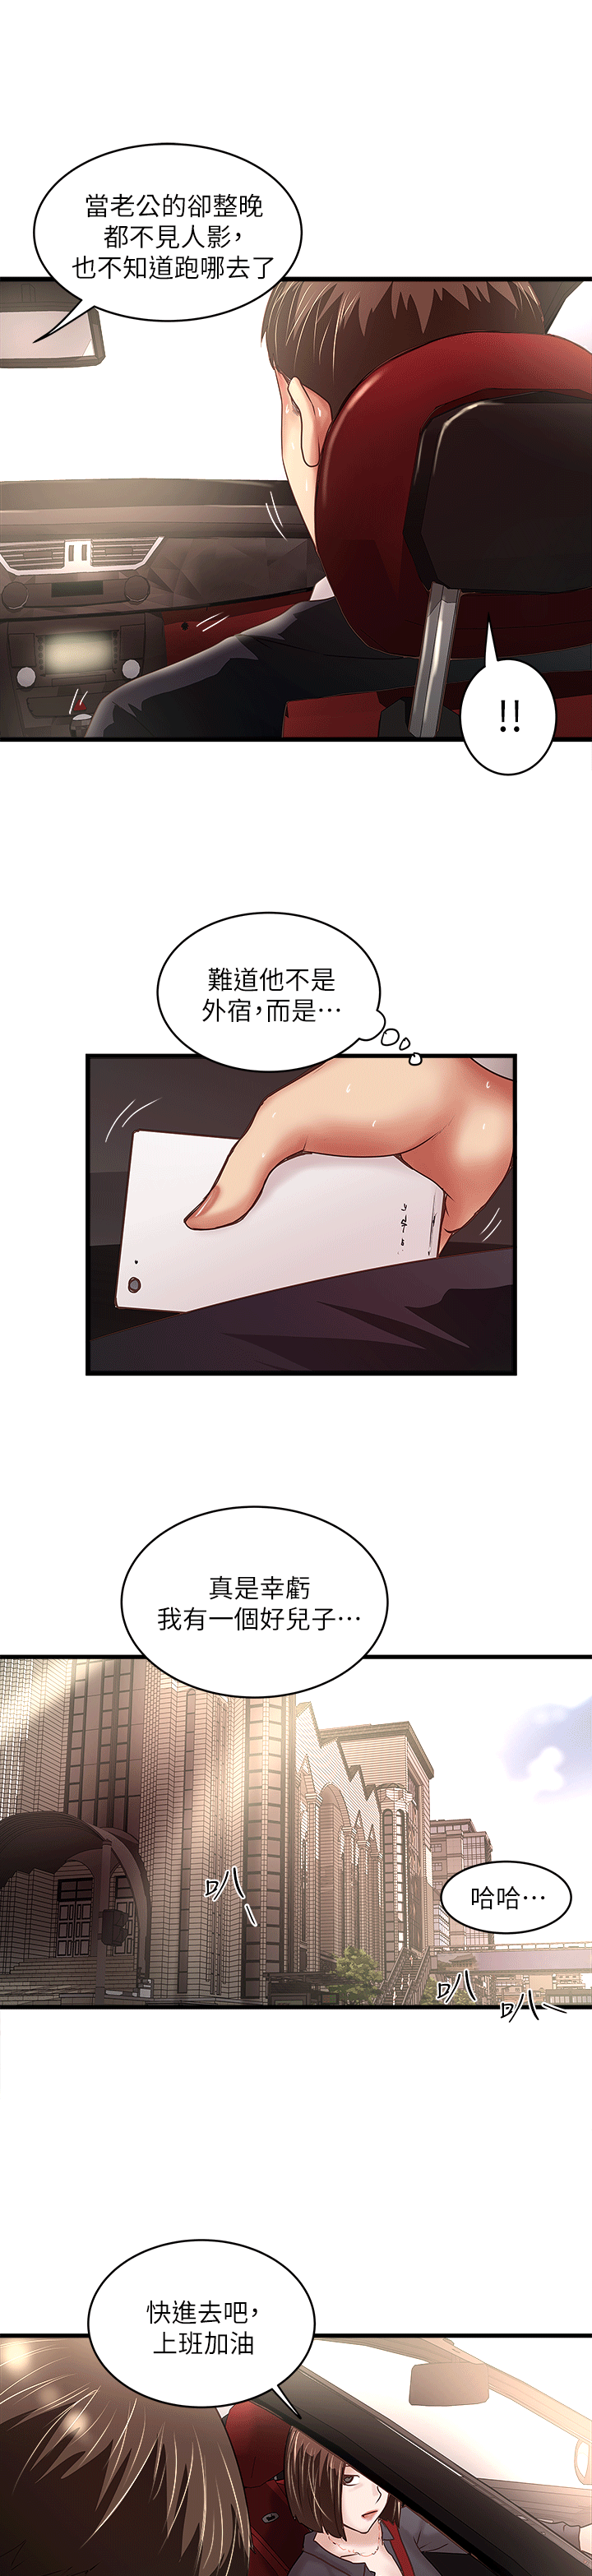 當老公的卻整晚
都不見人影，
也不知道跑哪去了
!!
難道他不是
外宿，而是…
真是幸虧
我有一個好兒子…
叭
哈哈…
叭
叭
快進去吧，
上班加油